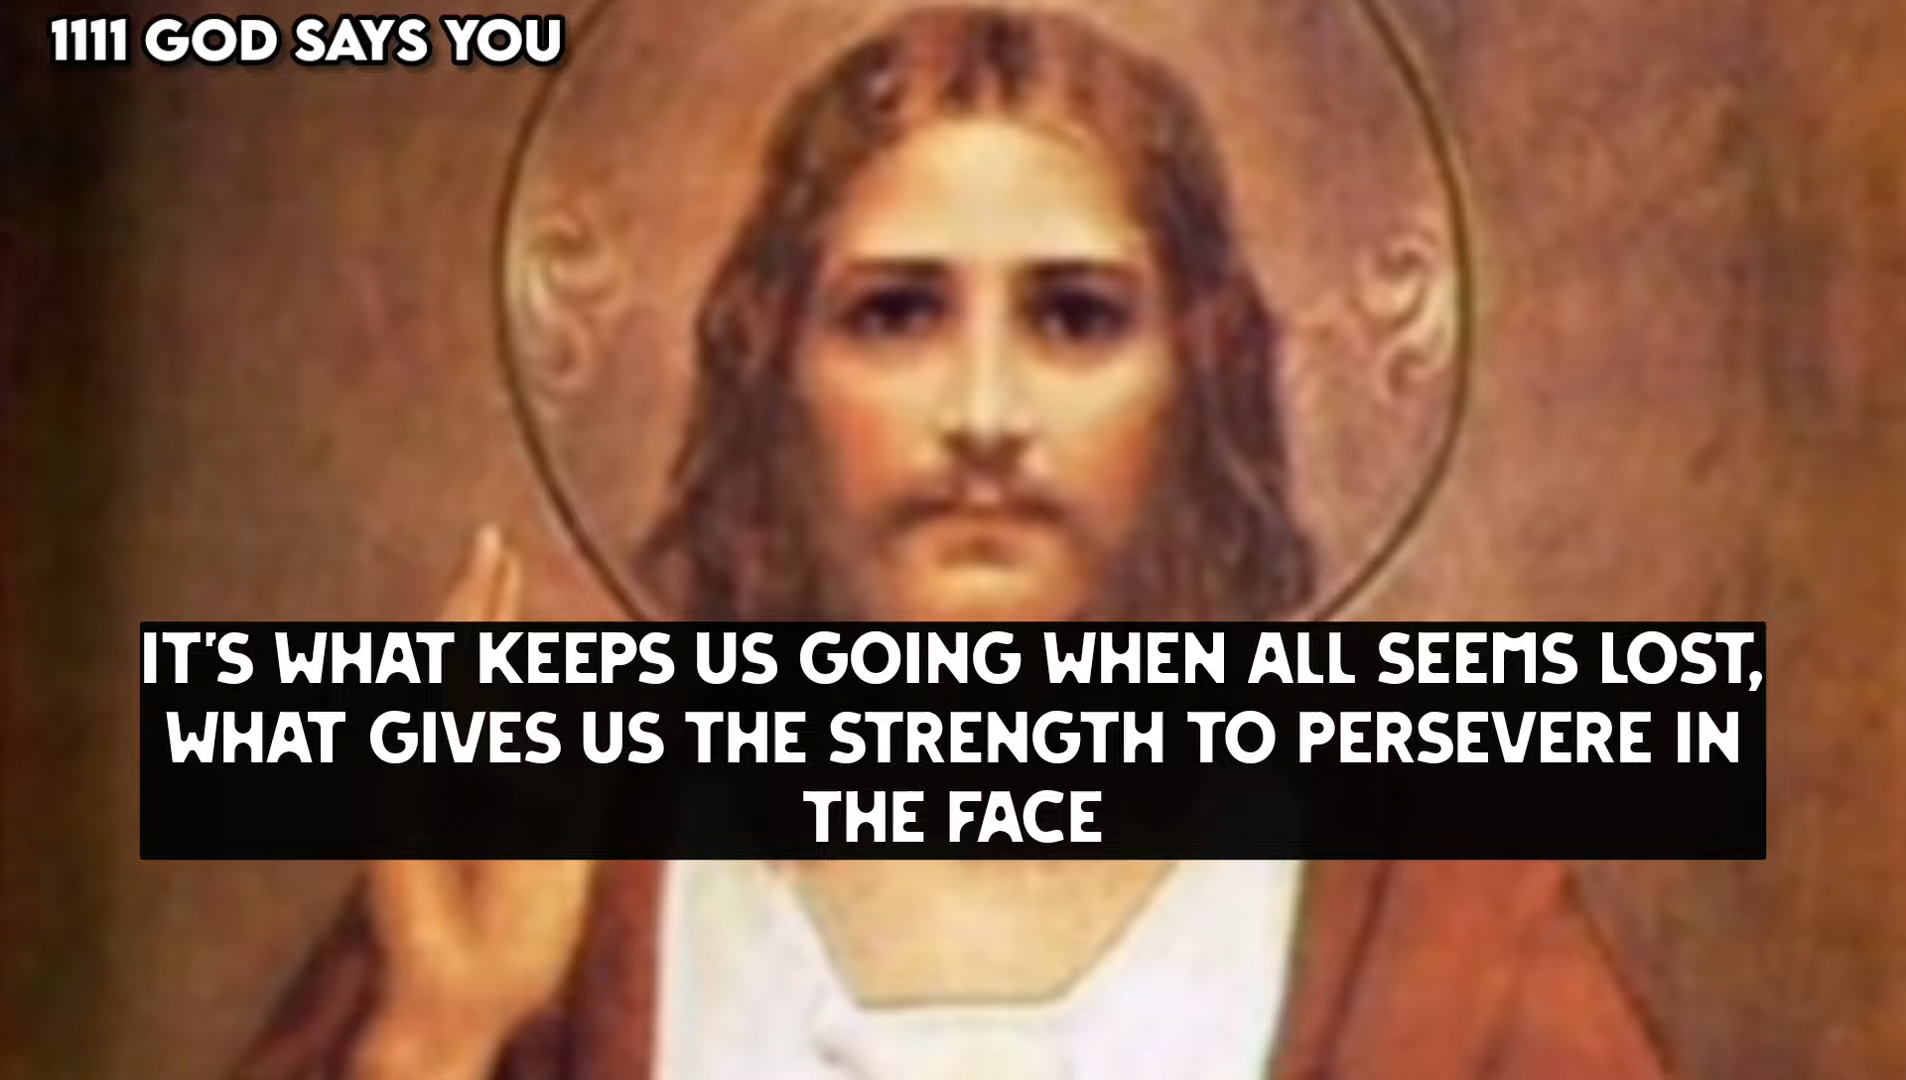 1111 GOD SAYS YOU
IT'S WHAT KEEPS US GOING WHEN ALL SEEMS LOST,
WHAT GIVES US THE STRENGTH TO PERSEVERE IN
THE FACE